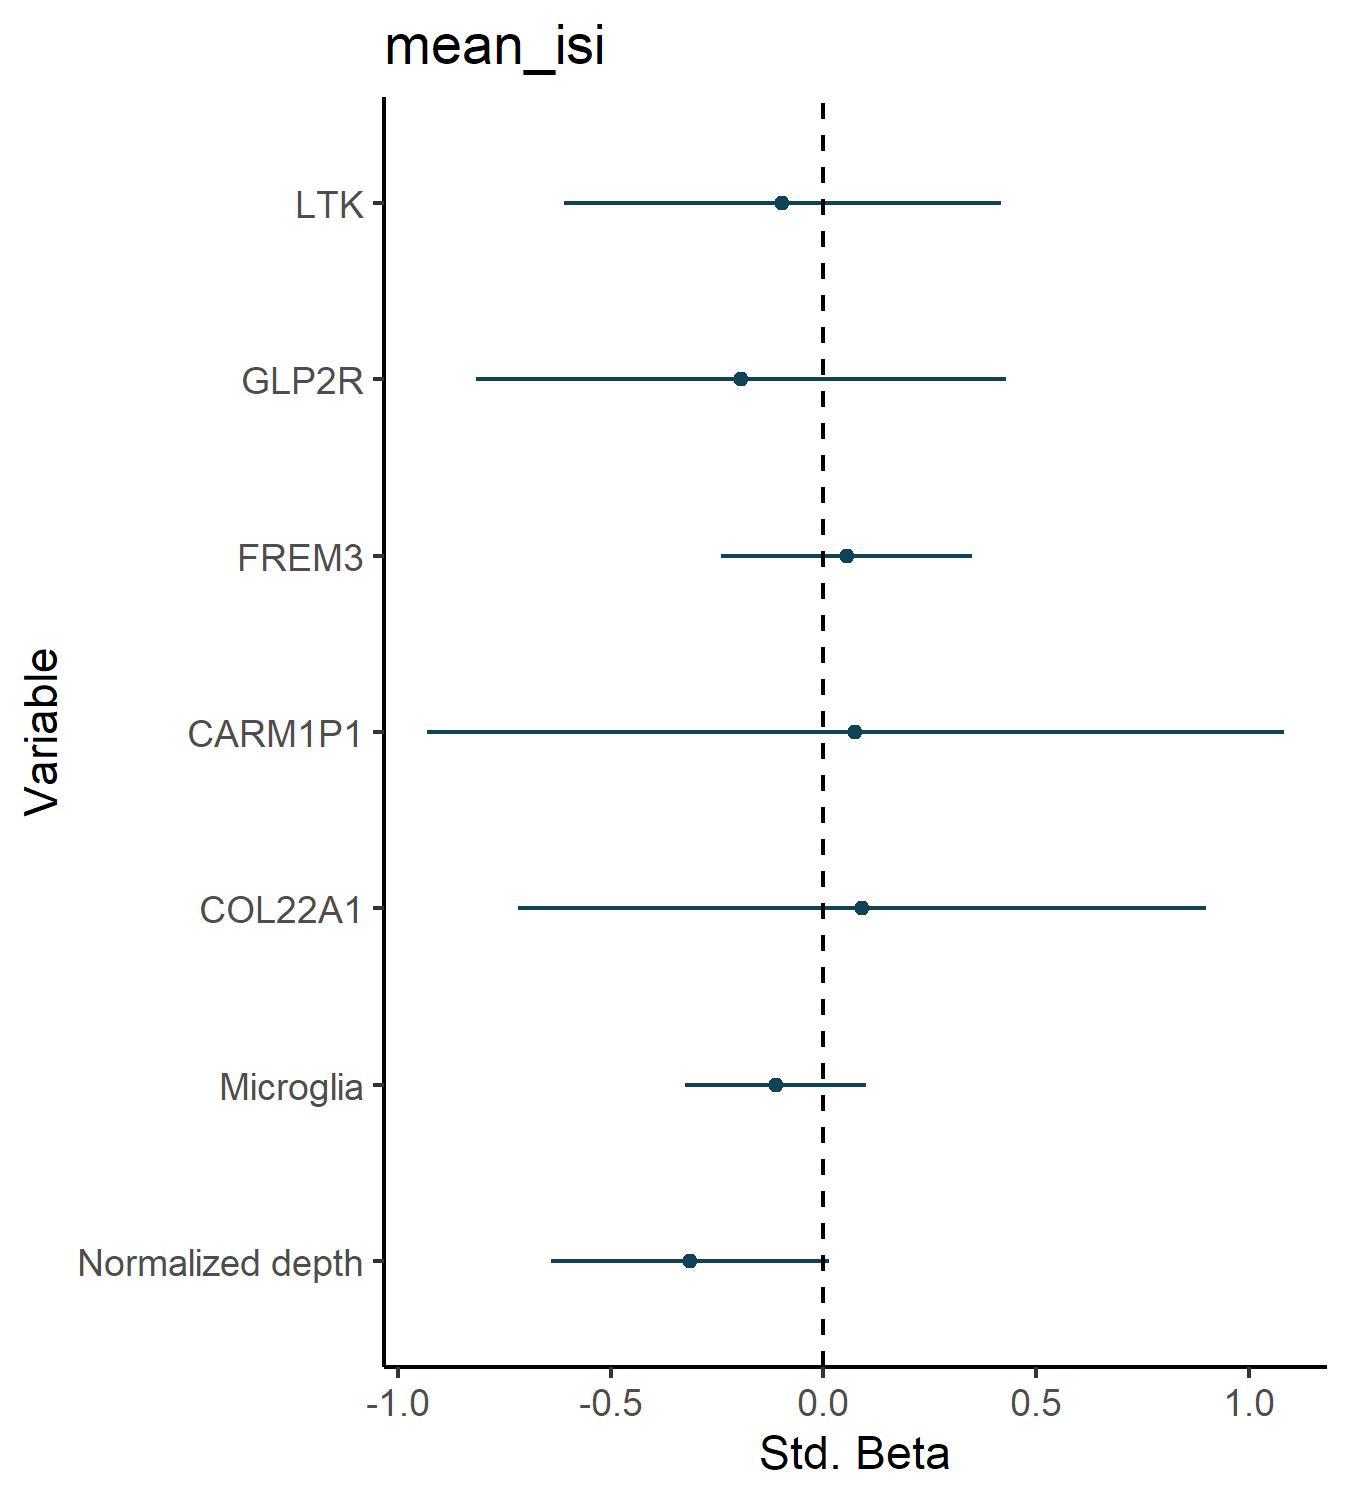 mean_isi
LTK
GLP2R
FREM3
CARM1P1
COL22A1
Microglia
Normalized depth
Variable
-1.0 -0.5 0.0 0.5 1.0
Std. Beta